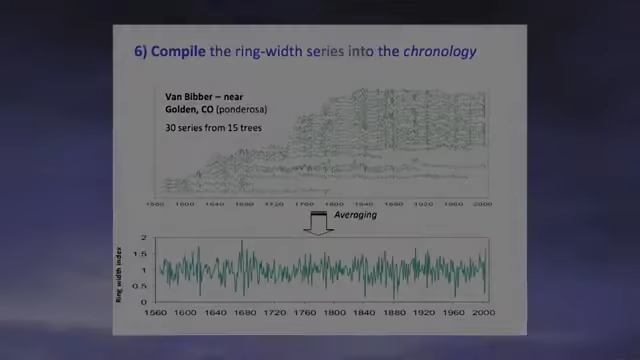 6) Compile the ring-width series into the chronology
Van Bibber – near
Golden, CO (ponderosa)
30 series from 15 trees
1560 1600 1640 1680 1720 1760 1800 1840 1880 1920 1960 2000
Averaging
Ring width index
2
1.5
1
0.5
0
1560 1600 1640 1680 1720 1760 1800 1840 1880 1920 1960 2000